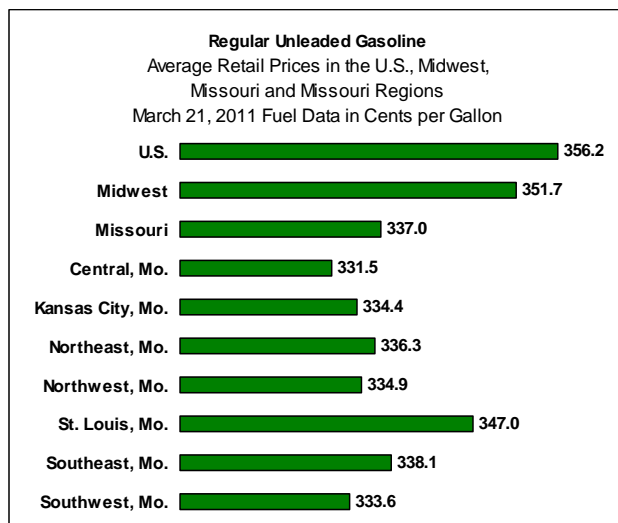 Regular Unleaded Gasoline
Average Retail Prices in the U.S., Midwest,
Missouri and Missouri Regions
March 21, 2011 Fuel Data in Cents per Gallon
U.S. 356.2
Midwest 351.7
Missouri 337.0
Central, Mo. 331.5
Kansas City, Mo. 334.4
Northeast, Mo. 336.3
Northwest, Mo. 334.9
St. Louis, Mo. 347.0
Southeast, Mo. 338.1
Southwest, Mo. 333.6